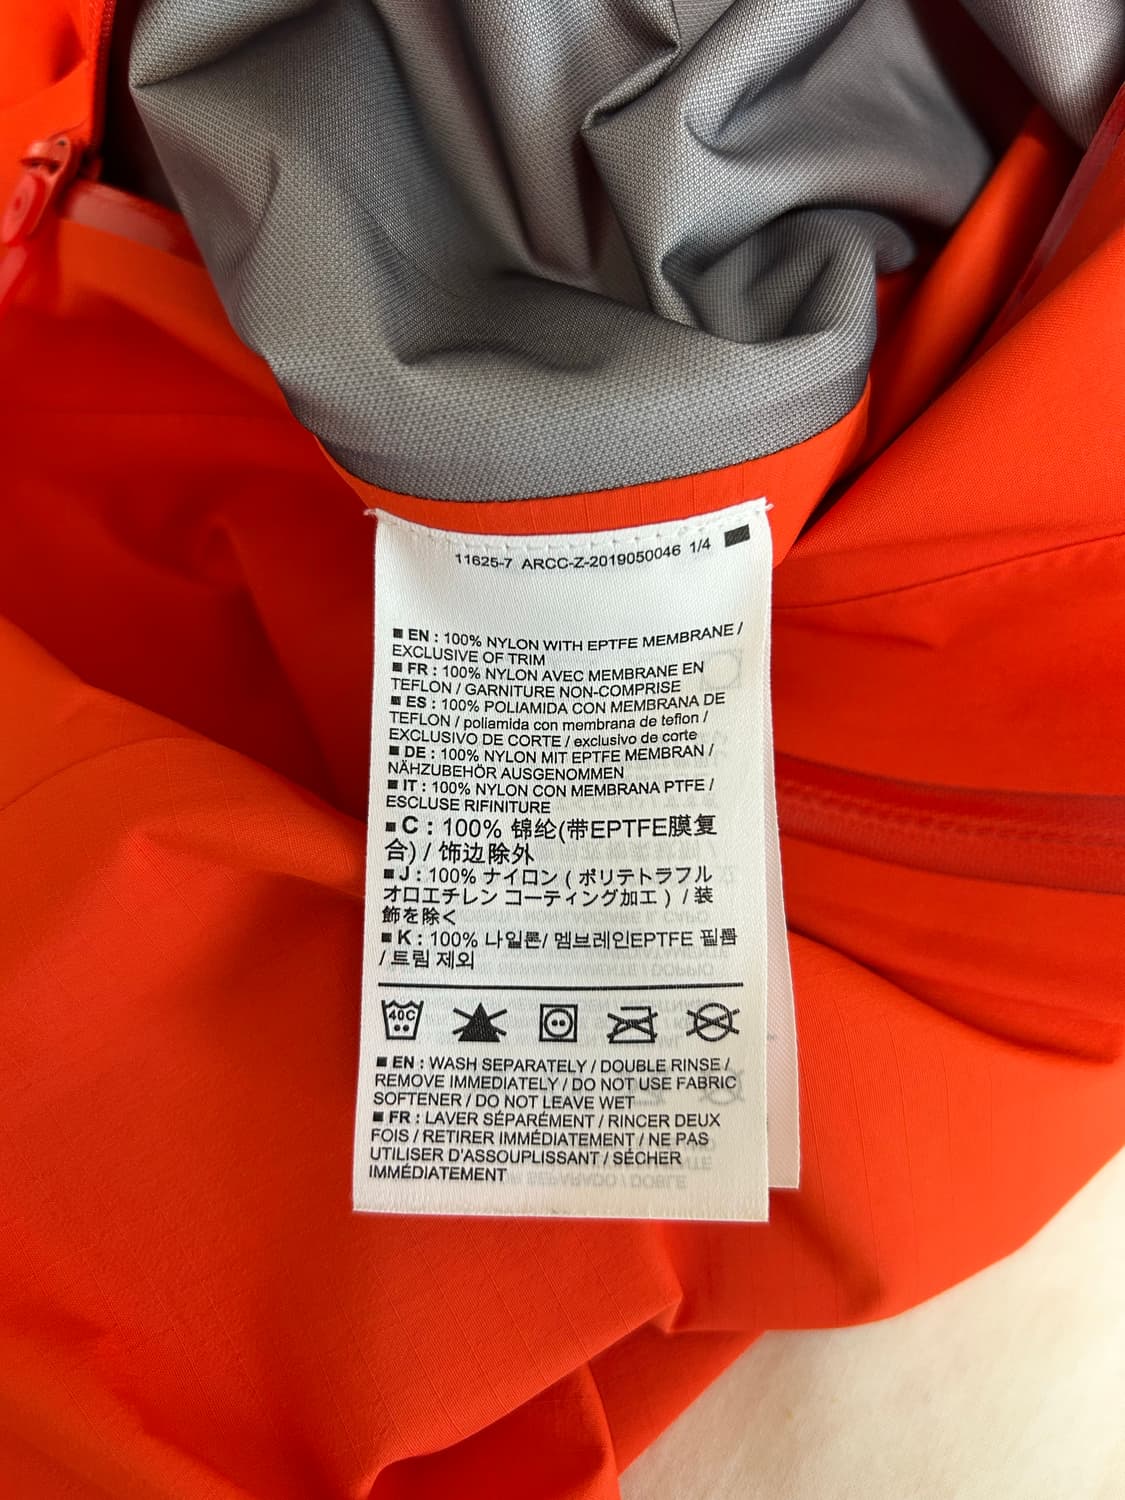 11625-7 ARCC-Z-2019050046 1/4
■ EN : 100% NYLON WITH EPTFE MEMBRANE /
EXCLUSIVE OF TRIM
■ FR : 100% NYLON AVEC MEMBRANE EN
TEFLON / GARNITURE NON-COMPRISE
■ ES : 100% POLIAMIDA CON MEMBRANA DE
TEFLON / poliamida con membrana de teflon /
EXCLUSIVO DE CORTE / exclusivo de corte
■ DE : 100% NYLON MIT EPTFE MEMBRAN /
NÄHZUBEHÖR AUSGENOMMEN
■ IT : 100% NYLON CON MEMBRANA PTFE /
ESCLUSE RIFINITURE
■ C : 100% 锦纶(带EPTFE膜复
合) / 饰边除外
■ J : 100% ナイロン ( ポリテトラフル
オロエチレン コーティング加工 ) / 装
飾を除く
■ K : 100% 나일론/ 멤브레인EPTFE 필름
/ 트림 제외
40C
■ EN : WASH SEPARATELY / DOUBLE RINSE /
REMOVE IMMEDIATELY / DO NOT USE FABRIC
SOFTENER / DO NOT LEAVE WET
■ FR : LAVER SÉPARÉMENT / RINCER DEUX
FOIS / RETIRER IMMÉDIATEMENT / NE PAS
UTILISER D'ASSOUPLISSANT / SÉCHER
IMMÉDIATEMENT